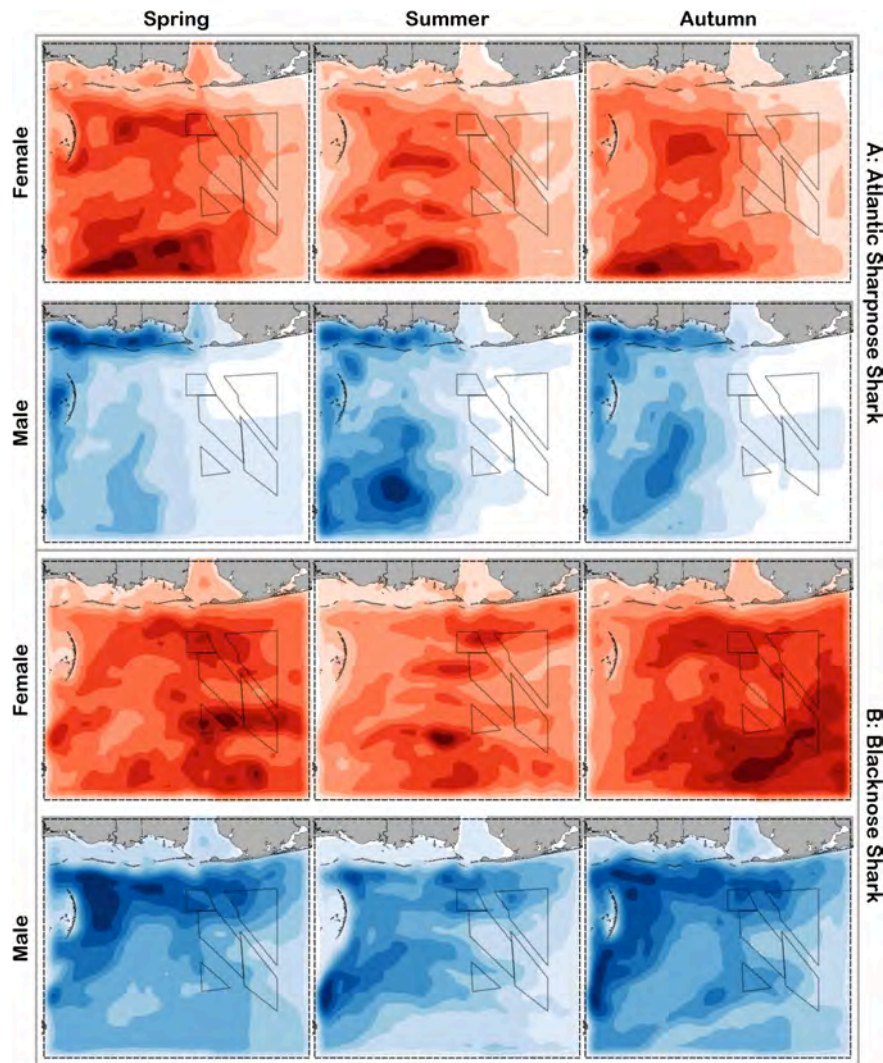 Spring Summer Autumn
Female
Male
A: Atlantic Sharpnose Shark
Female
Male
B: Blacknose Shark